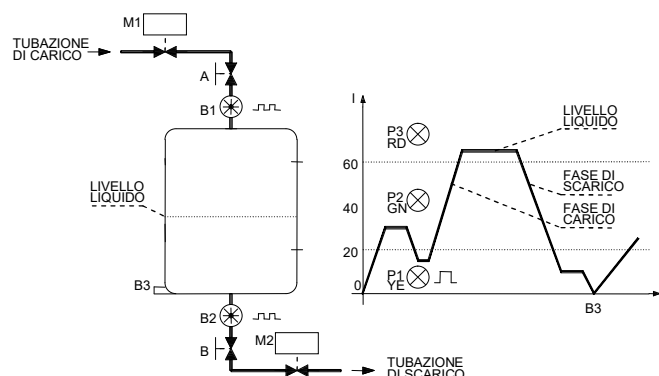 M1
TUBAZIONE
DI CARICO
A
B1
LIVELLO
LIQUIDO
B3
B2
B
M2
TUBAZIONE
DI SCARICO
I
60
40
20
0
P3
RD
P2
GN
P1
YE
LIVELLO
LIQUIDO
FASE DI
SCARICO
FASE DI
CARICO
B3